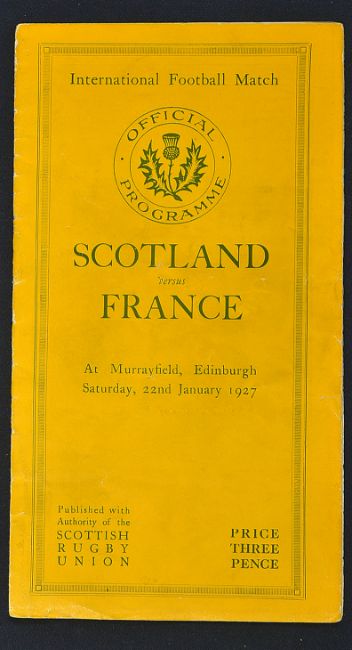 International Football Match
OFFICIAL
PROGRAMME
SCOTLAND
versus
FRANCE
At Murrayfield, Edinburgh
Saturday, 22nd January 1927
Published with
Authority of the
SCOTTISH
RUGBY
UNION
PRICE
THREE
PENCE